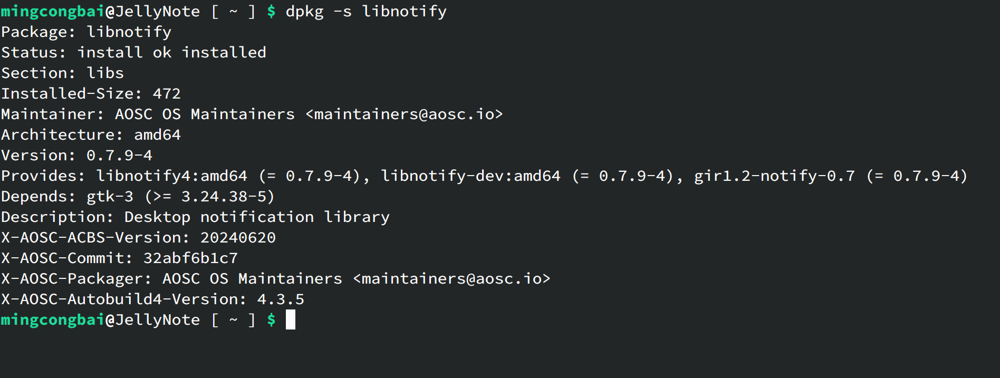 mingcongbai@JellyNote [ ~ ] $ dpkg -s libnotify
Package: libnotify
Status: install ok installed
Section: libs
Installed-Size: 472
Maintainer: AOSC OS Maintainers <maintainers@aosc.io>
Architecture: amd64
Version: 0.7.9-4
Provides: libnotify4:amd64 (= 0.7.9-4), libnotify-dev:amd64 (= 0.7.9-4), gir1.2-notify-0.7 (= 0.7.9-4)
Depends: gtk-3 (>= 3.24.38-5)
Description: Desktop notification library
X-AOSC-ACBS-Version: 20240620
X-AOSC-Commit: 32abf6b1c7
X-AOSC-Packager: AOSC OS Maintainers <maintainers@aosc.io>
X-AOSC-Autobuild4-Version: 4.3.5
mingcongbai@JellyNote [ ~ ] $